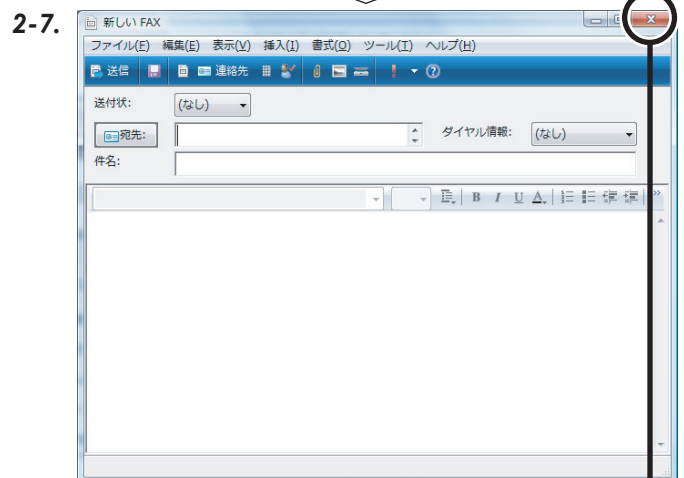 2-7.
新しい FAX
ファイル(F) 編集(E) 表示(V) 挿入(I) 書式(O) ツール(T) ヘルプ(H)
送信 連絡先
送付状: (なし)
宛先: ダイヤル情報: (なし)
件名:
B I U A